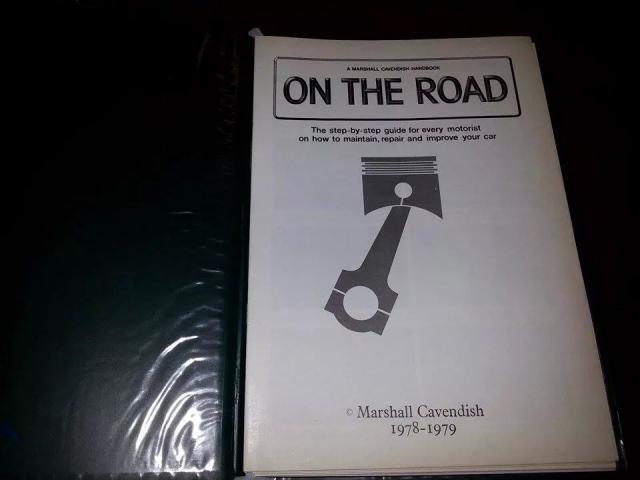 A MARSHALL CAVENDISH HANDBOOK
ON THE ROAD
The step-by-step guide for every motorist
on how to maintain, repair and improve your car
© Marshall Cavendish
1978-1979